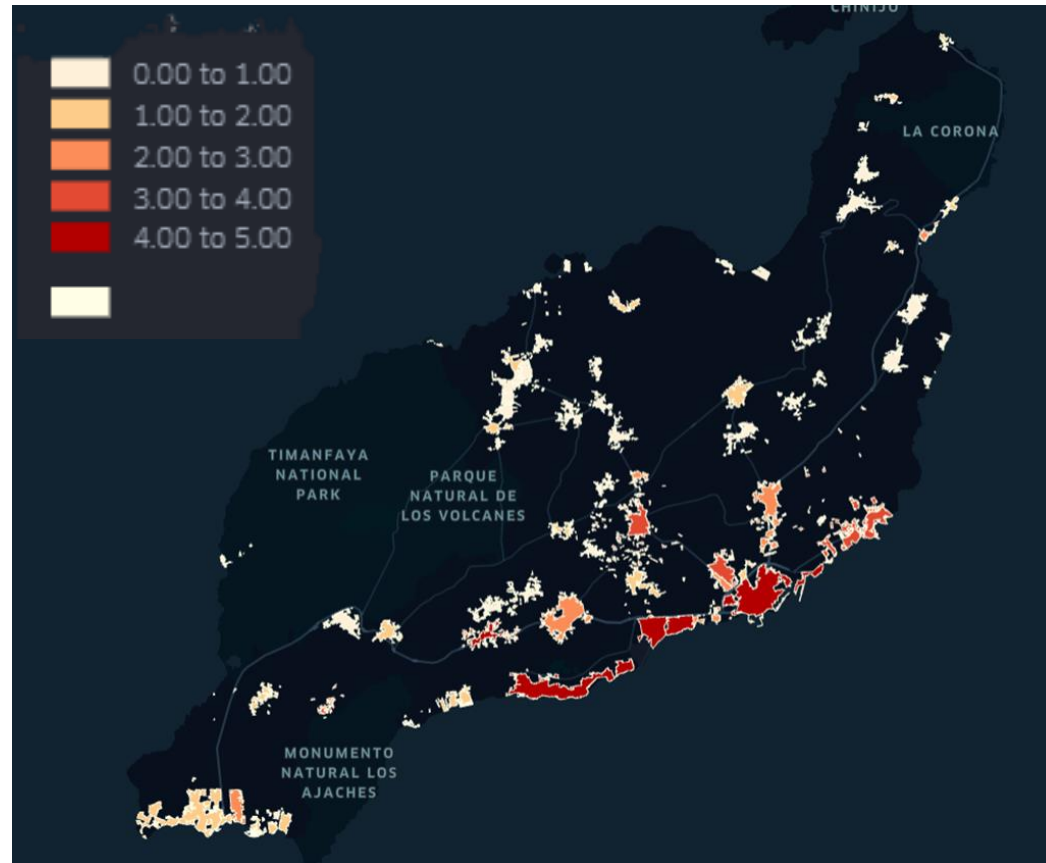 CHINIJO
0.00 to 1.00
1.00 to 2.00
2.00 to 3.00
3.00 to 4.00
4.00 to 5.00
LA CORONA
TIMANFAYA
NATIONAL
PARK
PARQUE
NATURAL DE
LOS VOLCANES
MONUMENTO
NATURAL LOS
AJACHES